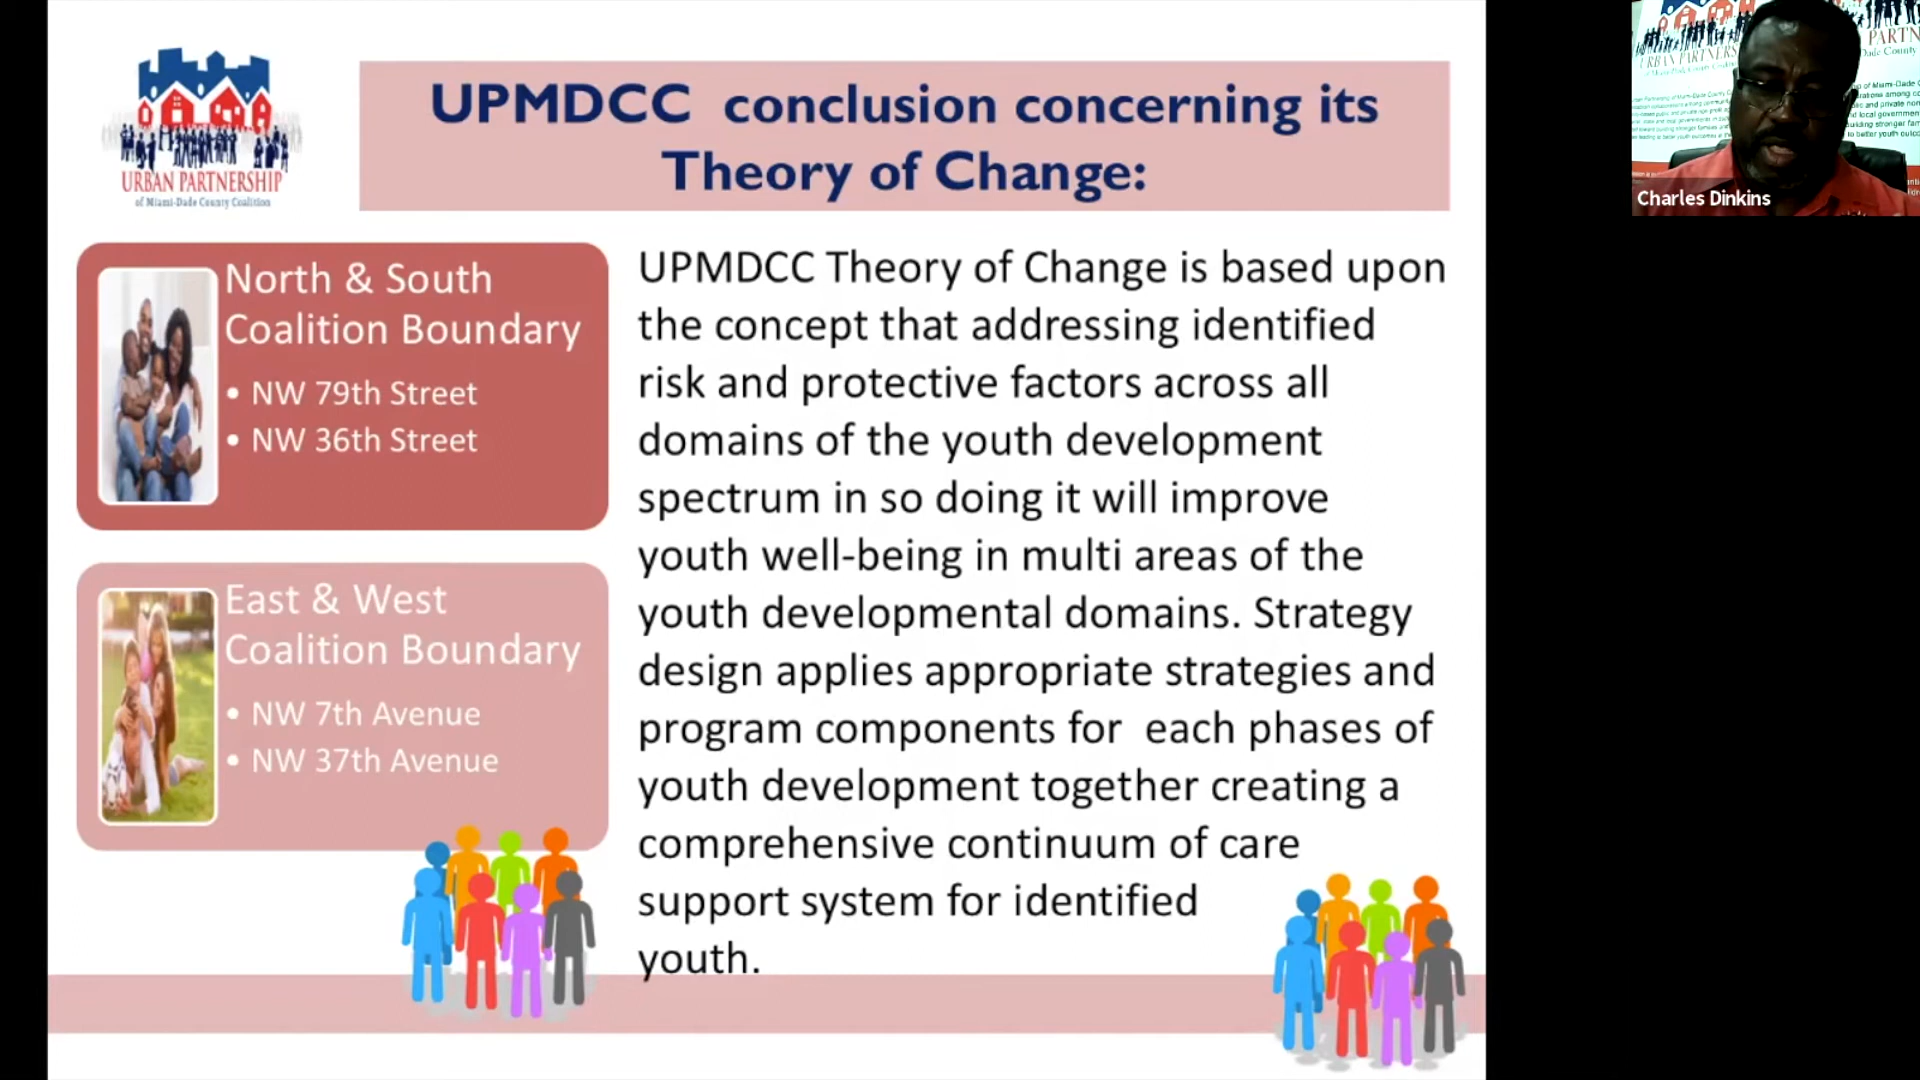 URBAN PARTNERSHIP
of Miami-Dade County Coalition
UPMDCC conclusion concerning its
Theory of Change:
North & South
Coalition Boundary
• NW 79th Street
• NW 36th Street
East & West
Coalition Boundary
• NW 7th Avenue
• NW 37th Avenue
UPMDCC Theory of Change is based upon
the concept that addressing identified
risk and protective factors across all
domains of the youth development
spectrum in so doing it will improve
youth well-being in multi areas of the
youth developmental domains. Strategy
design applies appropriate strategies and
program components for each phases of
youth development together creating a
comprehensive continuum of care
support system for identified
youth.
Charles Dinkins